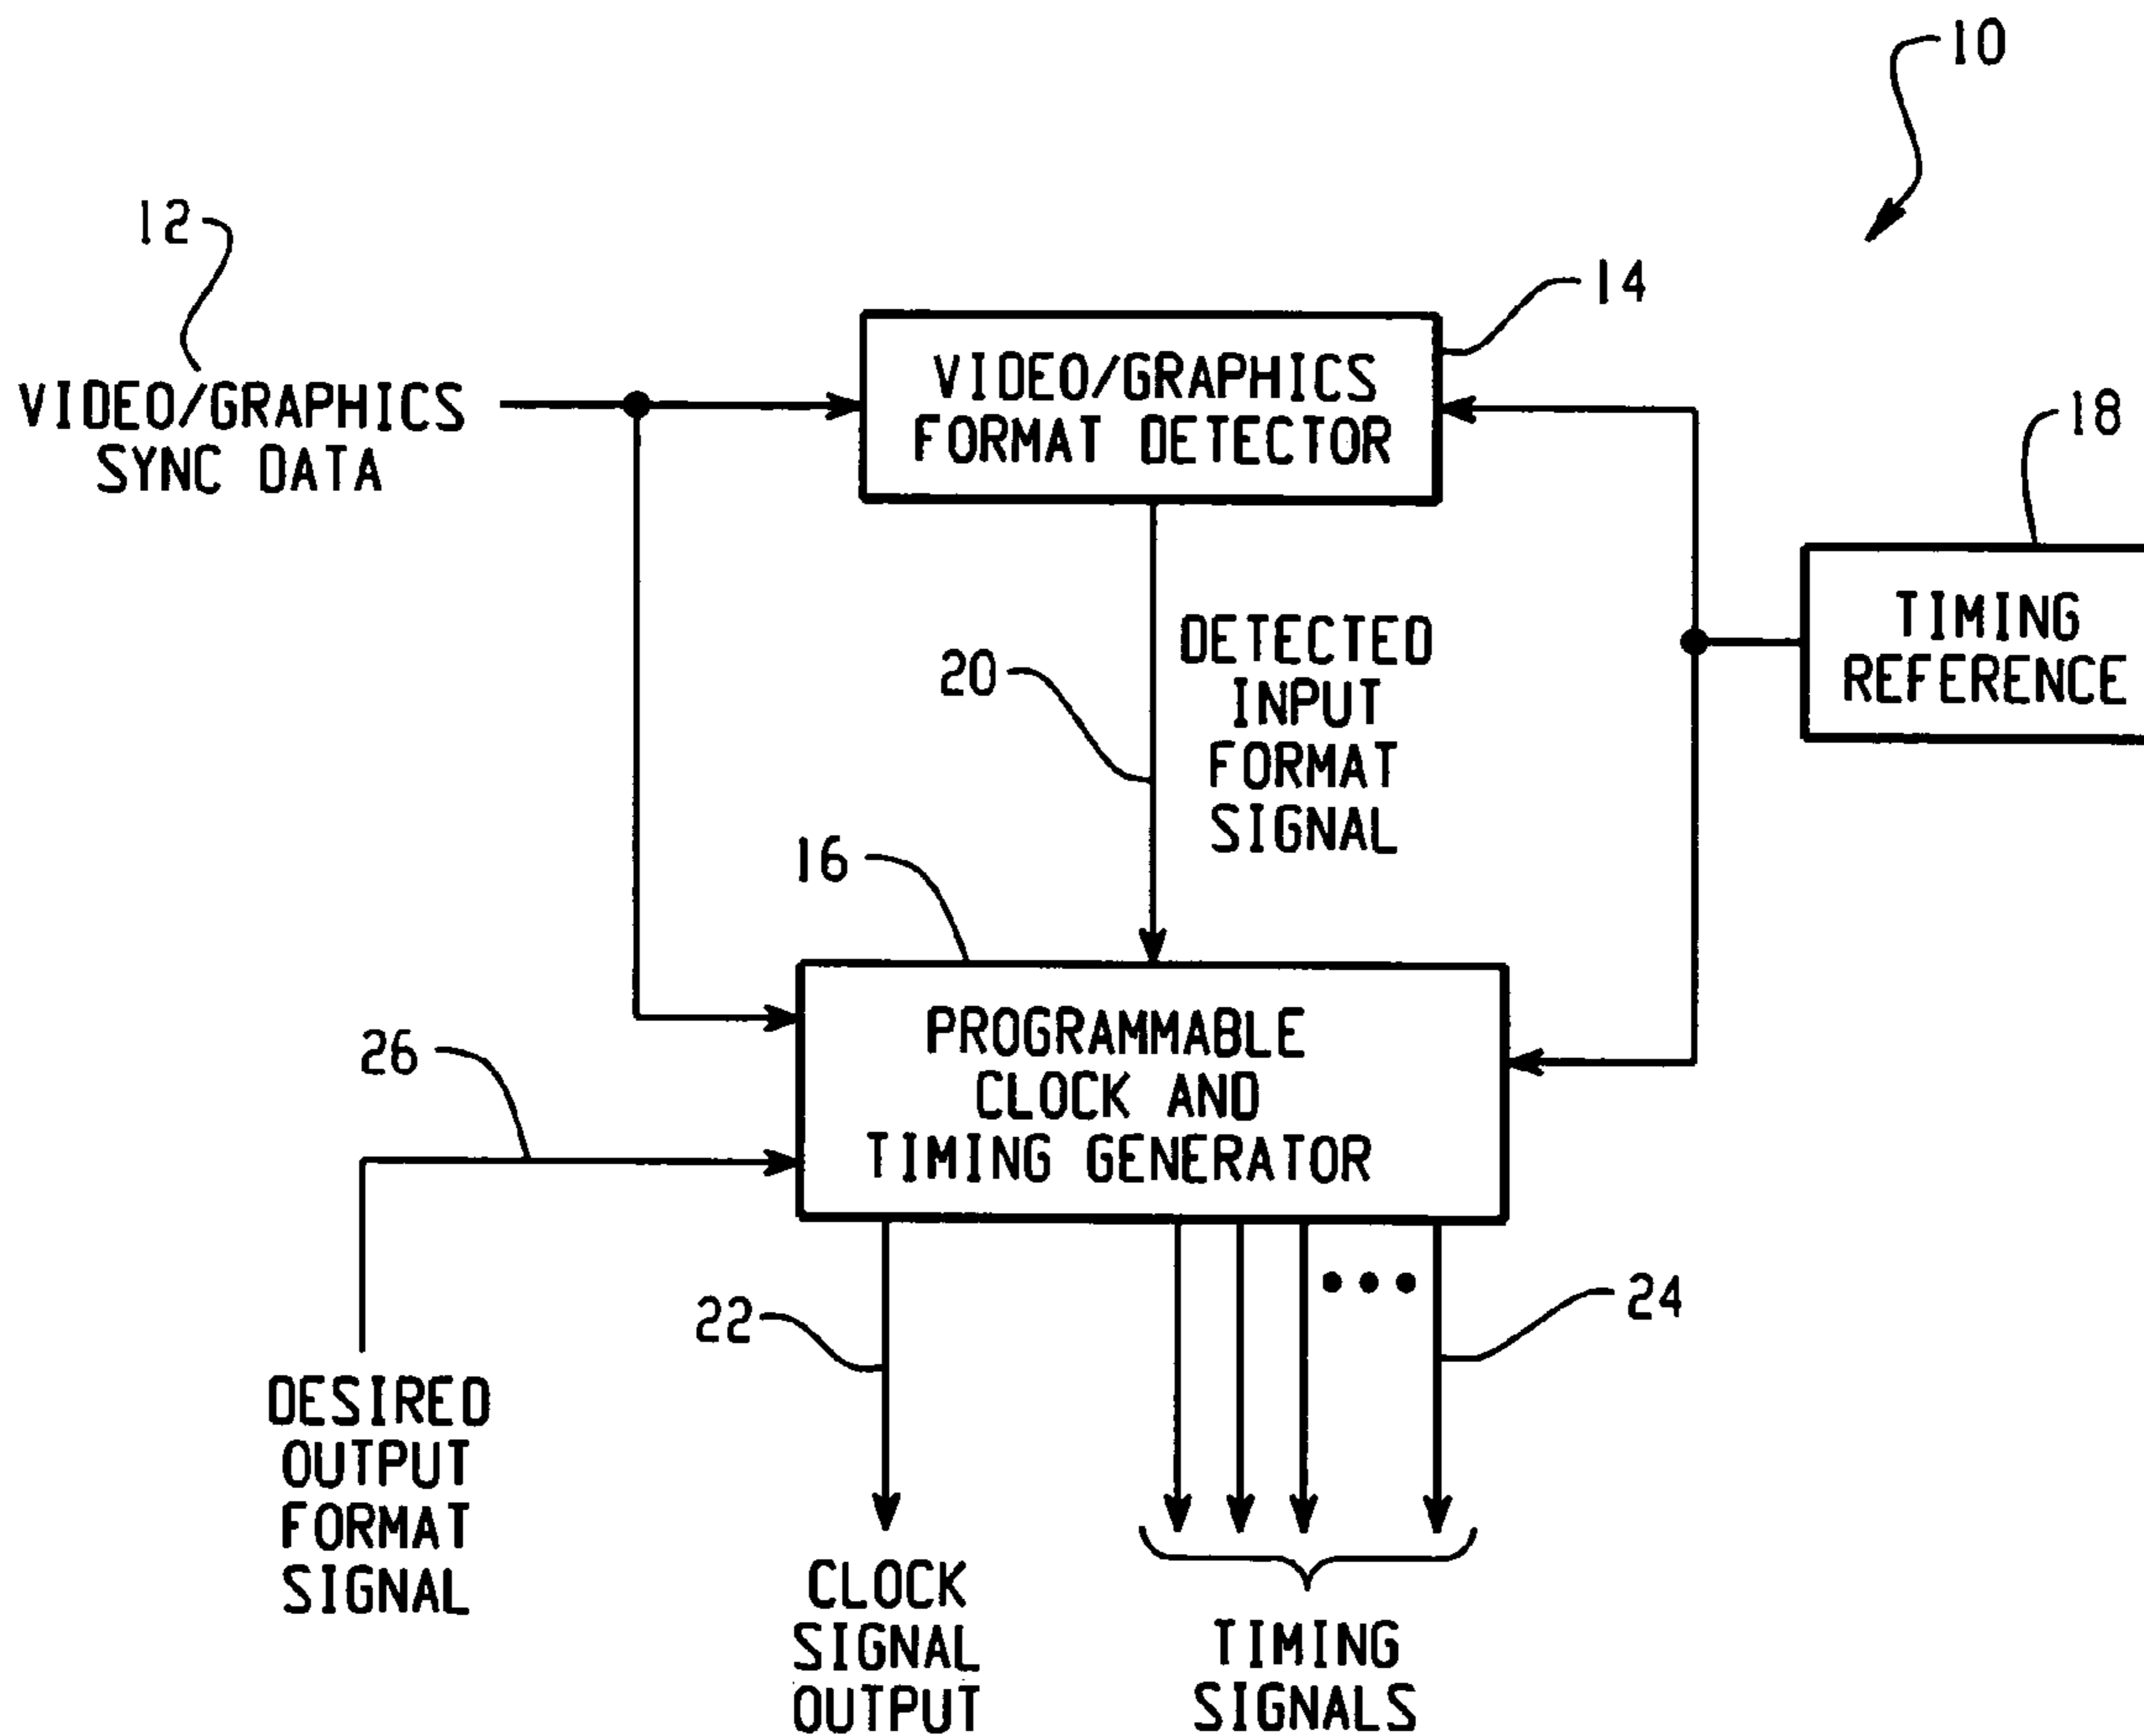 10
12
14
VIDEO/GRAPHICS
SYNC DATA
VIDEO/GRAPHICS
FORMAT DETECTOR
18
TIMING
REFERENCE
20
DETECTED
INPUT
FORMAT
SIGNAL
16
PROGRAMMABLE
CLOCK AND
TIMING GENERATOR
26
22
24
DESIRED
OUTPUT
FORMAT
SIGNAL
CLOCK
SIGNAL
OUTPUT
TIMING
SIGNALS